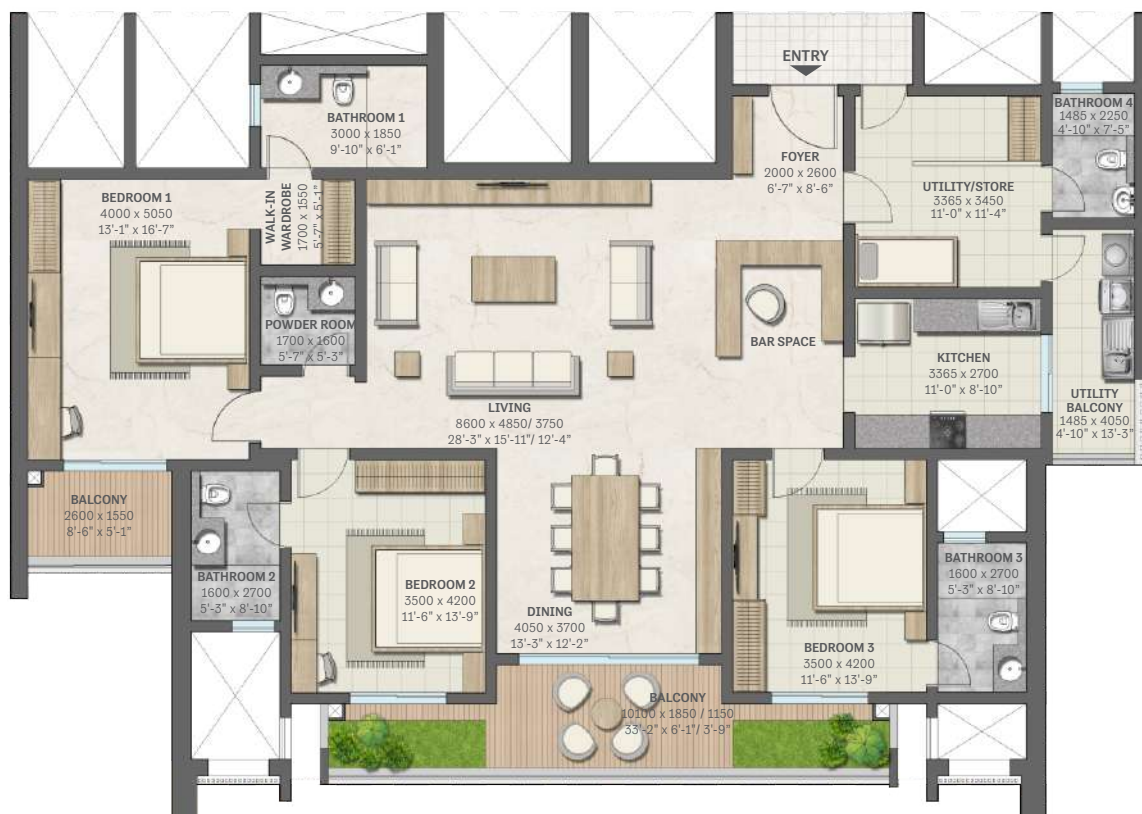 ENTRY
BATHROOM 1
3000 x 1850
9'-10" x 6'-1"
BATHROOM 4
1485 x 2250
4'-10" x 7'-5"
FOYER
2000 x 2600
6'-7" x 8'-6"
UTILITY/STORE
3365 x 3450
11'-0" x 11'-4"
BEDROOM 1
4000 x 5050
13'-1" x 16'-7"
WALK-IN
WARDROBE
1700 x 1550
5'-7" x 5'-1"
POWDER ROOM
1700 x 1600
5'-7" x 5'-3"
BAR SPACE
KITCHEN
3365 x 2700
11'-0" x 8'-10"
UTILITY
BALCONY
1485 x 4050
4'-10" x 13'-3"
LIVING
8600 x 4850/ 3750
28'-3" x 15'-11"/ 12'-4"
BALCONY
2600 x 1550
8'-6" x 5'-1"
BATHROOM 2
1600 x 2700
5'-3" x 8'-10"
BEDROOM 2
3500 x 4200
11'-6" x 13'-9"
DINING
4050 x 3700
13'-3" x 12'-2"
BATHROOM 3
1600 x 2700
5'-3" x 8'-10"
BEDROOM 3
3500 x 4200
11'-6" x 13'-9"
BALCONY
10100 x 1850 / 1150
33'-2" x 6'-1"/ 3'-9"